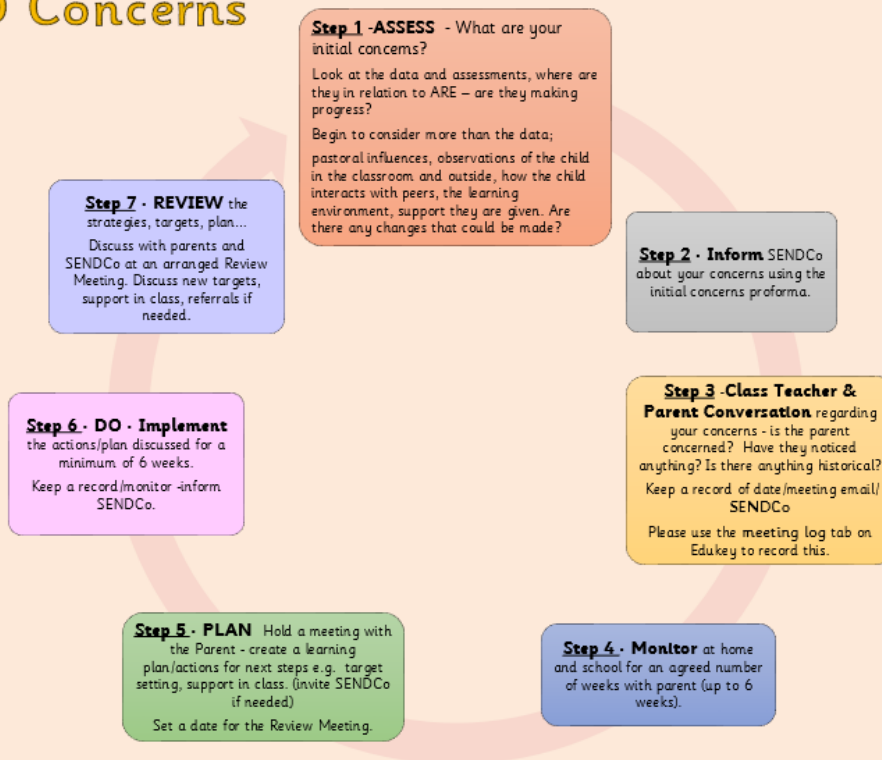 Concerns
Step 1 -ASSESS - What are your
initial concerns?
Look at the data and assessments, where are
they in relation to ARE – are they making
progress?
Begin to consider more than the data;
pastoral influences, observations of the child
in the classroom and outside, how the child
interacts with peers, the learning
environment, support they are given. Are
there any changes that could be made?
Step 2 - Inform SENDCo
about your concerns using the
initial concerns proforma.
Step 3 -Class Teacher &
Parent Conversation regarding
your concerns - is the parent
concerned? Have they noticed
anything? Is there anything historical?
Keep a record of date/meeting email/
SENDCo
Please use the meeting log tab on
Edukey to record this.
Step 4 - Monitor at home
and school for an agreed number
of weeks with parent (up to 6
weeks).
Step 5 - PLAN Hold a meeting with
the Parent - create a learning
plan/actions for next steps e.g. target
setting, support in class. (invite SENDCo
if needed)
Set a date for the Review Meeting.
Step 6 - DO - Implement
the actions/plan discussed for a
minimum of 6 weeks.
Keep a record/monitor -inform
SENDCo.
Step 7 - REVIEW the
strategies, targets, plan...
Discuss with parents and
SENDCo at an arranged Review
Meeting. Discuss new targets,
support in class, referrals if
needed.